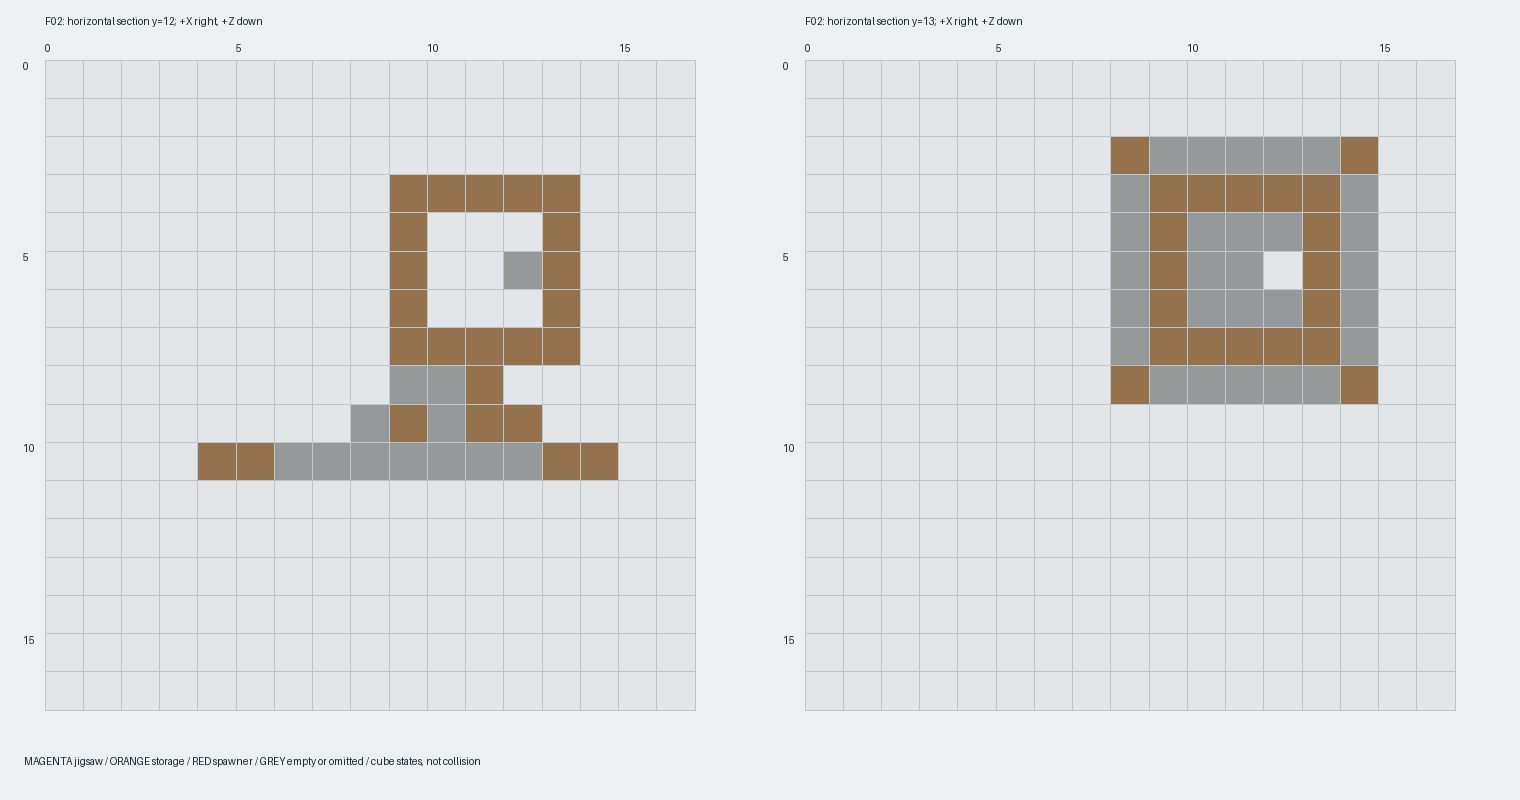 F02: horizontal section y=12; +X right, +Z down
F02: horizontal section y=13; +X right, +Z down
0 5 10 15
0 5 10 15
0
0
5
5
10
10
15
15
MAGENTA jigsaw / ORANGE storage / RED spawner / GREY empty or omitted / cube states, not collision